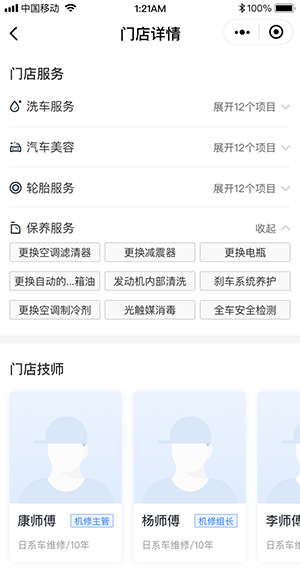 中国移动 1:21AM 100%
门店详情
门店服务
洗车服务 展开12个项目
汽车美容 展开12个项目
轮胎服务 展开12个项目
保养服务 收起
更换空调滤清器 更换减震器 更换电瓶
更换自动的...箱油 发动机内部清洗 刹车系统养护
更换空调制冷剂 光触媒消毒 全车安全检测
门店技师
康师傅 机修主管 杨师傅 机修组长 李师傅
日系车维修/10年 日系车维修/10年 日系车维修